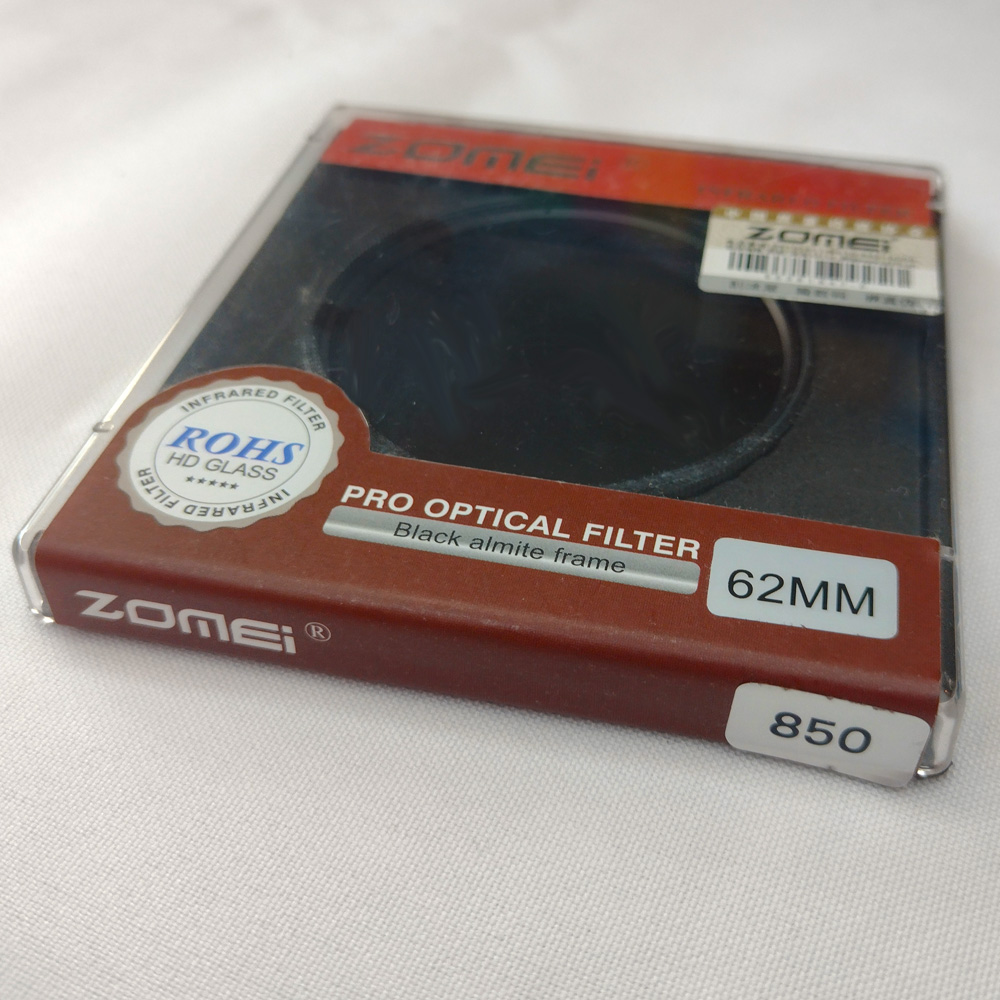 ZOMEi
ZOMEi
INFRARED FILTER
ROHS
HD GLASS
★★★★★
INFRARED FILTER
PRO OPTICAL FILTER
Black almite frame
62MM
ZOMEi®
850